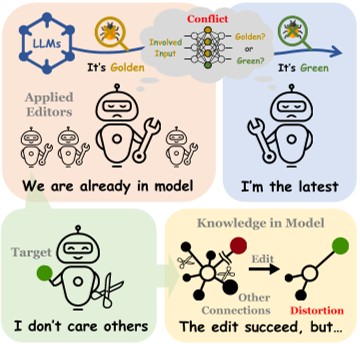 Conflict
LLMs
Involved
Input
Golden?
or
Green?
It's Golden
It's Green
Applied
Editors
We are already in model
I'm the latest
Target
I don't care others
Knowledge in Model
Edit
Other
Connections
Distortion
The edit succeed, but...